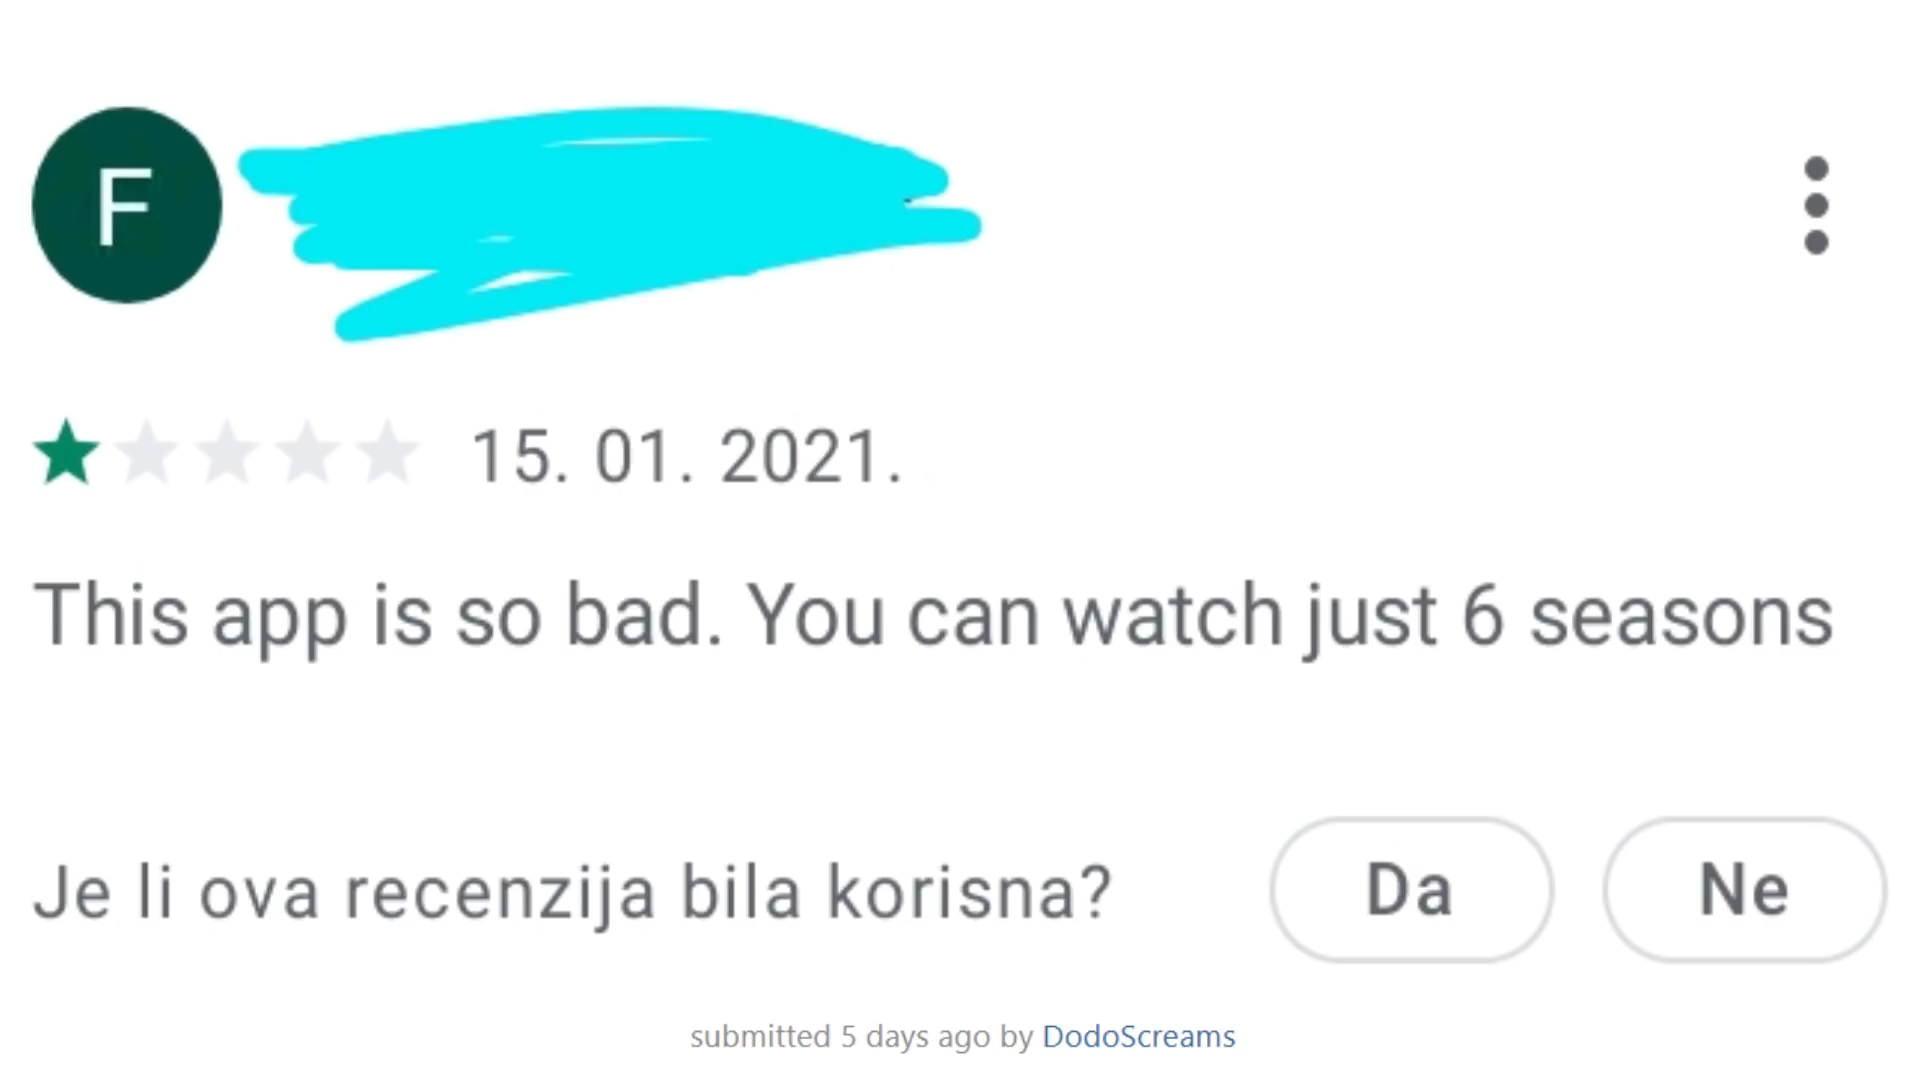 F
15. 01. 2021.
This app is so bad. You can watch just 6 seasons
Je li ova recenzija bila korisna? Da Ne
submitted 5 days ago by DodoScreams